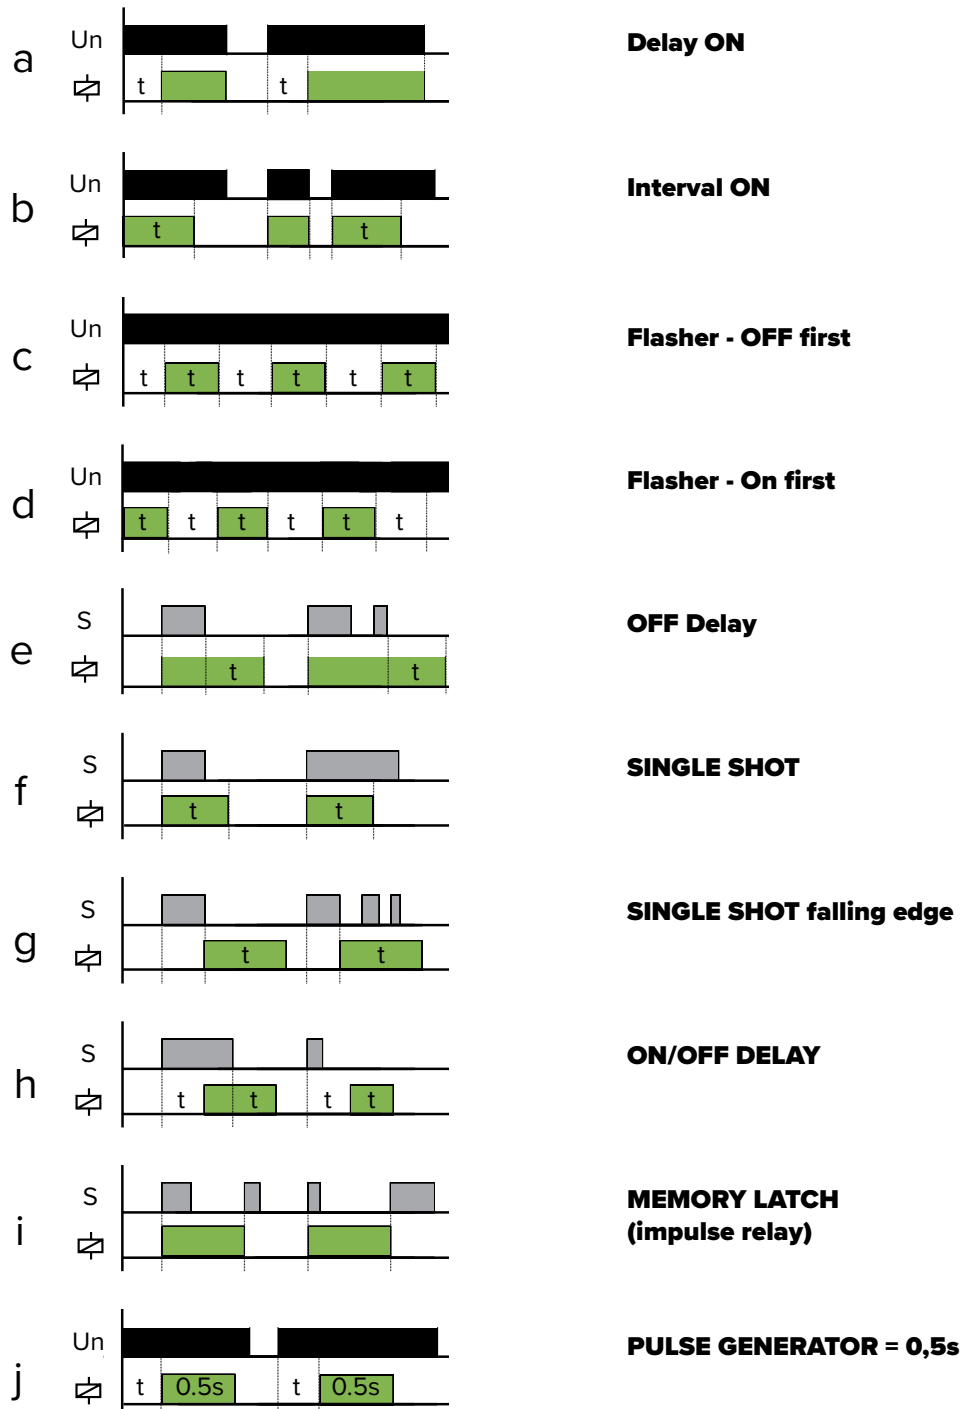 a Un Delay ON
t t
b Un Interval ON
t t
c Un Flasher - OFF first
t t t t t t
d Un Flasher - On first
t t t t t t
e S OFF Delay
t t
f S SINGLE SHOT
t t
g S SINGLE SHOT falling edge
t t
h S ON/OFF DELAY
t t t t
i S MEMORY LATCH
(impulse relay)
j Un PULSE GENERATOR = 0,5s
t 0.5s t 0.5s